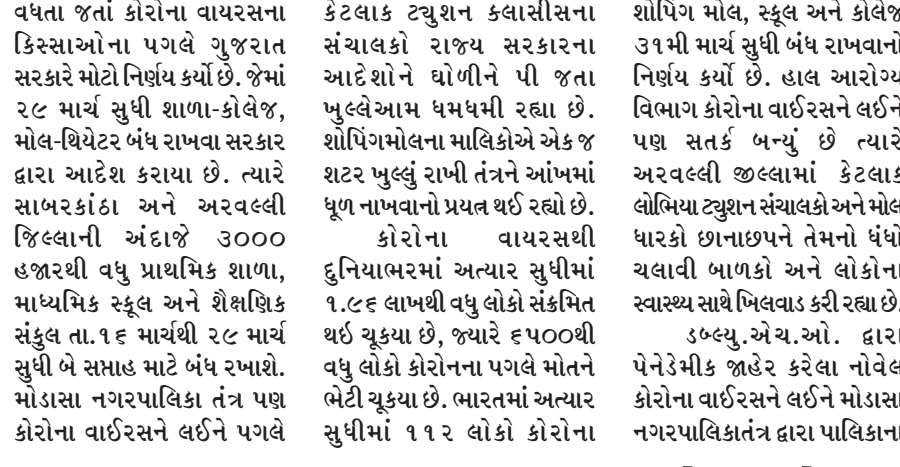 વધતા જતાં કોરોના વાયરસના
કિસ્સાઓના પગલે ગુજરાત
સરકારે મોટો નિર્ણય કર્યો છે. જેમાં
૨૯ માર્ચ સુધી શાળા-કોલેજ,
મોલ-થિયેટર બંધ રાખવા સરકાર
દ્વારા આદેશ કરાયા છે. ત્યારે
સાબરકાંઠા અને અરવલ્લી
જિલ્લાની અંદાજે ૩૦૦૦
હજારથી વધુ પ્રાથમિક શાળા,
માધ્યમિક સ્કૂલ અને શૈક્ષણિક
સંકુલ તા.૧૬ માર્ચથી ૨૯ માર્ચ
સુધી બે સપ્તાહ માટે બંધ રખાશે.
મોડાસા નગરપાલિકા તંત્ર પણ
કોરોના વાઈરસને લઈને પગલે
કેટલાક ટ્યુશન ક્લાસીસના
સંચાલકો રાજ્ય સરકારના
આદેશોને ઘોળીને પી જતા
ખુલ્લેઆમ ધમધમી રહ્યા છે.
શોપિંગમોલના માલિકોએ એક જ
શટર ખુલ્લું રાખી તંત્રને આંખમાં
ધૂળ નાખવાનો પ્રયત્ન થઈ રહ્યો છે.
કોરોના વાયરસથી
દુનિયાભરમાં અત્યાર સુધીમાં
૧.૯૬ લાખથી વધુ લોકો સંક્રમિત
થઇ ચૂકયા છે, જ્યારે ૬૫૦૦થી
વધુ લોકો કોરોનના પગલે મોતને
ભેટી ચૂકયા છે. ભારતમાં અત્યાર
સુધીમાં ૧૧૨ લોકો કોરોના
શોપિંગ મોલ, સ્કૂલ અને કોલેજ
૩૧મી માર્ચ સુધી બંધ રાખવાનો
નિર્ણય કર્યો છે. હાલ આરોગ્ય
વિભાગ કોરોના વાઈરસને લઈને
પણ સતર્ક બન્યું છે ત્યારે
અરવલ્લી જીલ્લામાં કેટલાક
લોભિયા ટ્યુશન સંચાલકો અને મોલ
ધારકો છાનાછપને તેમનો ધંધો
ચલાવી બાળકો અને લોકોના
સ્વાસ્થ્ય સાથે ખિલવાડ કરી રહ્યા છે.
ડબ્લ્યુ.એચ.ઓ. દ્વારા
પેનેડેમીક જાહેર કરેલા નોવેલ
કોરોના વાઈરસને લઈને મોડાસા
નગરપાલિકાતંત્ર દ્વારા પાલિકાના